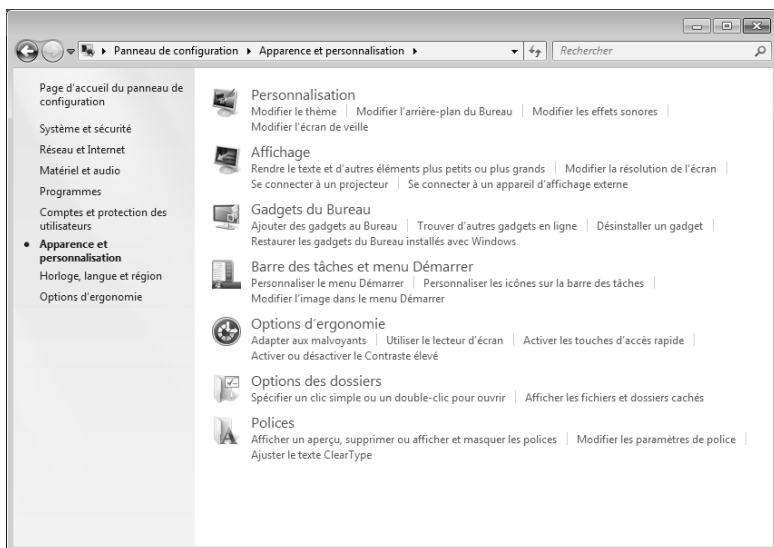 Panneau de configuration ▸ Apparence et personnalisation ▸
Rechercher
Page d'accueil du panneau de
configuration
Système et sécurité
Réseau et Internet
Matériel et audio
Programmes
Comptes et protection des
utilisateurs
Apparence et
personnalisation
Horloge, langue et région
Options d'ergonomie
Personnalisation
Modifier le thème | Modifier l'arrière-plan du Bureau | Modifier les effets sonores |
Modifier l'écran de veille
Affichage
Rendre le texte et d'autres éléments plus petits ou plus grands | Modifier la résolution de l'écran |
Se connecter à un projecteur | Se connecter à un appareil d'affichage externe
Gadgets du Bureau
Ajouter des gadgets au Bureau | Trouver d'autres gadgets en ligne | Désinstaller un gadget |
Restaurer les gadgets du Bureau installés avec Windows
Barre des tâches et menu Démarrer
Personnaliser le menu Démarrer | Personnaliser les icônes sur la barre des tâches |
Modifier l'image dans le menu Démarrer
Options d'ergonomie
Adapter aux malvoyants | Utiliser le lecteur d'écran | Activer les touches d'accès rapide |
Activer ou désactiver le Contraste élevé
Options des dossiers
Spécifier un clic simple ou un double-clic pour ouvrir | Afficher les fichiers et dossiers cachés
Polices
Afficher un aperçu, supprimer ou afficher et masquer les polices | Modifier les paramètres de police |
Ajuster le texte ClearType